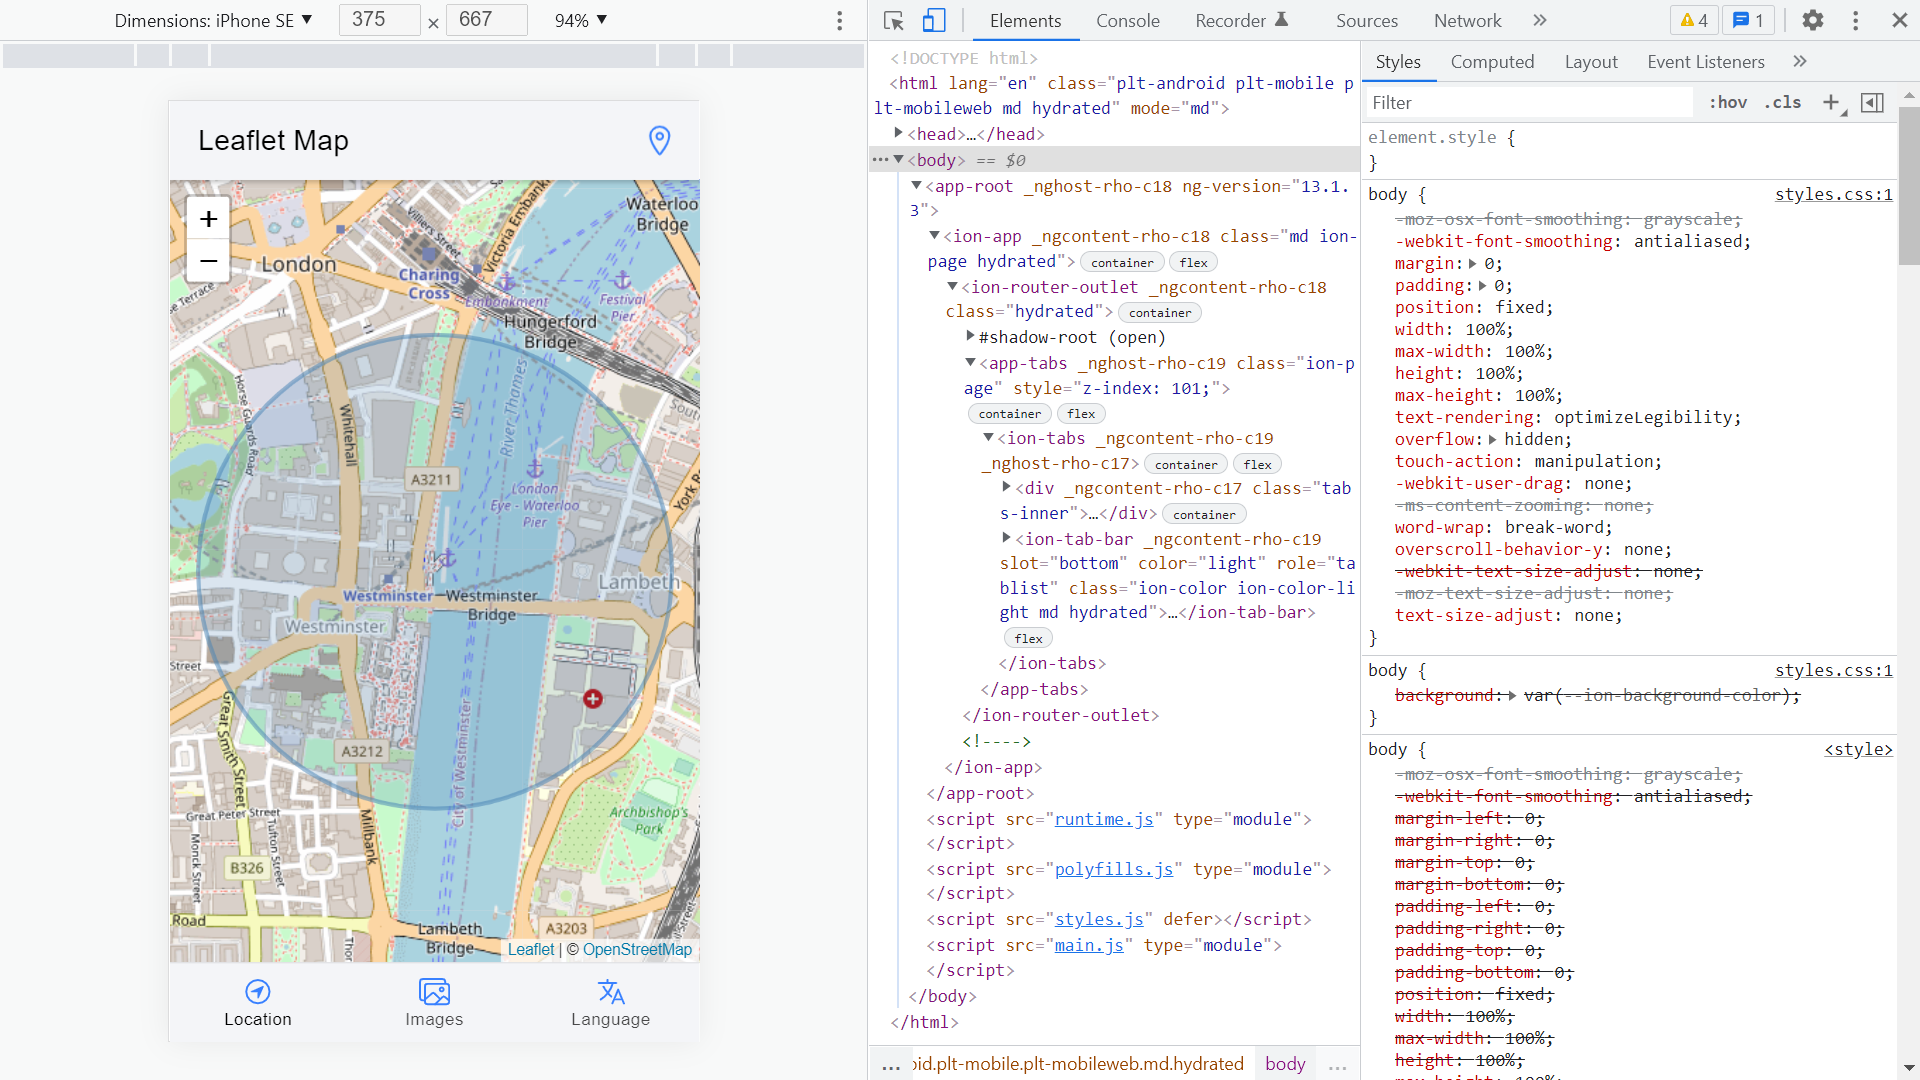 Dimensions: iPhone SE ▼ 375 × 667 94% ▼
Leaflet Map
+
−
Waterloo
Bridge
Villiers Street
Victoria Embank
London
Charing
Cross
Embankment
Festival
Pier
Hungerford
Bridge
Horse Guards Road
Whitehall
River Thames
South
A3211
London
Eye - Waterloo
Pier
York Ro
Lambeth
Westminster
Westminster
Bridge
Westminster
Street
A3212
Great Smith Street
City of Westminster
Great Peter Street
Tufton Street
Monck Street
Millbank
Archbishop's
Park
B326
Road
Lambeth
Bridge
A3203
Leaflet | © OpenStreetMap
Location
Images
Language
Elements Console Recorder Sources Network » 4 1
<!DOCTYPE html>
<html lang="en" class="plt-android plt-mobile p
lt-mobileweb md hydrated" mode="md">
<head>…</head>
<body> == $0
<app-root _nghost-rho-c18 ng-version="13.1.
3">
<ion-app _ngcontent-rho-c18 class="md ion-
page hydrated"> container flex
<ion-router-outlet _ngcontent-rho-c18
class="hydrated"> container
#shadow-root (open)
<app-tabs _nghost-rho-c19 class="ion-p
age" style="z-index: 101;">
container flex
<ion-tabs _ngcontent-rho-c19
_nghost-rho-c17> container flex
<div _ngcontent-rho-c17 class="tab
s-inner">…</div> container
<ion-tab-bar _ngcontent-rho-c19
slot="bottom" color="light" role="ta
blist" class="ion-color ion-color-li
ght md hydrated">…</ion-tab-bar>
flex
</ion-tabs>
</app-tabs>
</ion-router-outlet>
<!---->
</ion-app>
</app-root>
<script src="runtime.js" type="module">
</script>
<script src="polyfills.js" type="module">
</script>
<script src="styles.js" defer></script>
<script src="main.js" type="module">
</script>
</body>
</html>
… oid.plt-mobile.plt-mobileweb.md.hydrated body …
Styles Computed Layout Event Listeners »
Filter :hov .cls +
element.style {
}
body { styles.css:1
-moz-osx-font-smoothing: grayscale;
-webkit-font-smoothing: antialiased;
margin: 0;
padding: 0;
position: fixed;
width: 100%;
max-width: 100%;
height: 100%;
max-height: 100%;
text-rendering: optimizeLegibility;
overflow: hidden;
touch-action: manipulation;
-webkit-user-drag: none;
-ms-content-zooming: none;
word-wrap: break-word;
overscroll-behavior-y: none;
-webkit-text-size-adjust: none;
-moz-text-size-adjust: none;
text-size-adjust: none;
}
body { styles.css:1
background: var(--ion-background-color);
}
body { <style>
-moz-osx-font-smoothing: grayscale;
-webkit-font-smoothing: antialiased;
margin-left: 0;
margin-right: 0;
margin-top: 0;
margin-bottom: 0;
padding-left: 0;
padding-right: 0;
padding-top: 0;
padding-bottom: 0;
position: fixed;
width: 100%;
max-width: 100%;
height: 100%;
max-height: 100%;